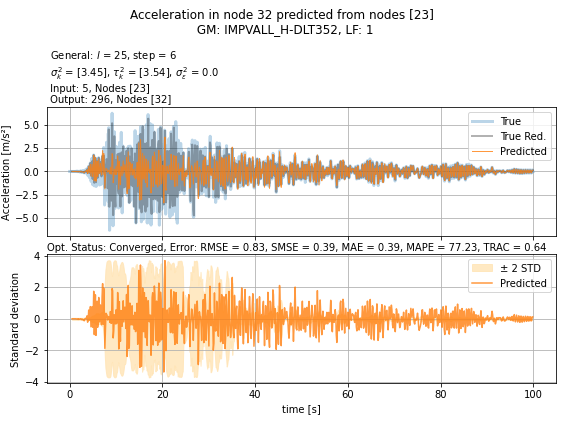 Acceleration in node 32 predicted from nodes [23]
GM: IMPVALL_H-DLT352, LF: 1
General: l = 25, step = 6
σ²ₖ = [3.45], τ²ₖ = [3.54], σ²_ε = 0.0
Input: 5, Nodes [23]
Output: 296, Nodes [32]
Acceleration [m/s²]
5.0
2.5
0.0
−2.5
−5.0
True
True Red.
Predicted
Opt. Status: Converged, Error: RMSE = 0.83, SMSE = 0.39, MAE = 0.39, MAPE = 77.23, TRAC = 0.64
Standard deviation
4
2
0
−2
−4
± 2 STD
Predicted
0 20 40 60 80 100
time [s]